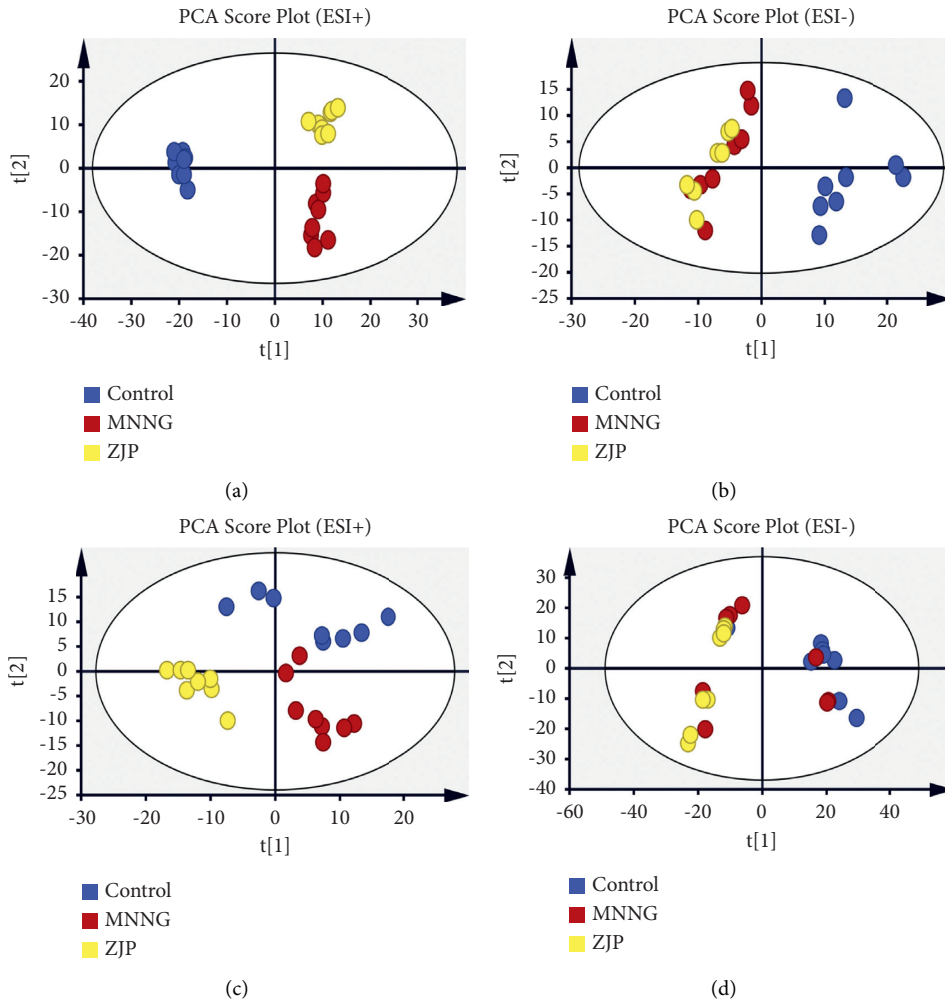 PCA Score Plot (ESI+)
20
10
0
-10
-20
-30
t[2]
-40 -20 -10 0 10 20 30
t[1]
Control
MNNG
ZJP
(a)
PCA Score Plot (ESI-)
15
10
5
0
-5
-10
-15
-20
-25
t[2]
-30 -20 -10 0 10 20
t[1]
Control
MNNG
ZJP
(b)
PCA Score Plot (ESI+)
15
10
5
0
-5
-10
-15
-20
-25
t[2]
-30 -20 -10 0 10 20
t[1]
Control
MNNG
ZJP
(c)
PCA Score Plot (ESI-)
30
20
10
0
-10
-20
-30
-40
t[2]
-60 -40 -20 0 20 40
t[1]
Control
MNNG
ZJP
(d)